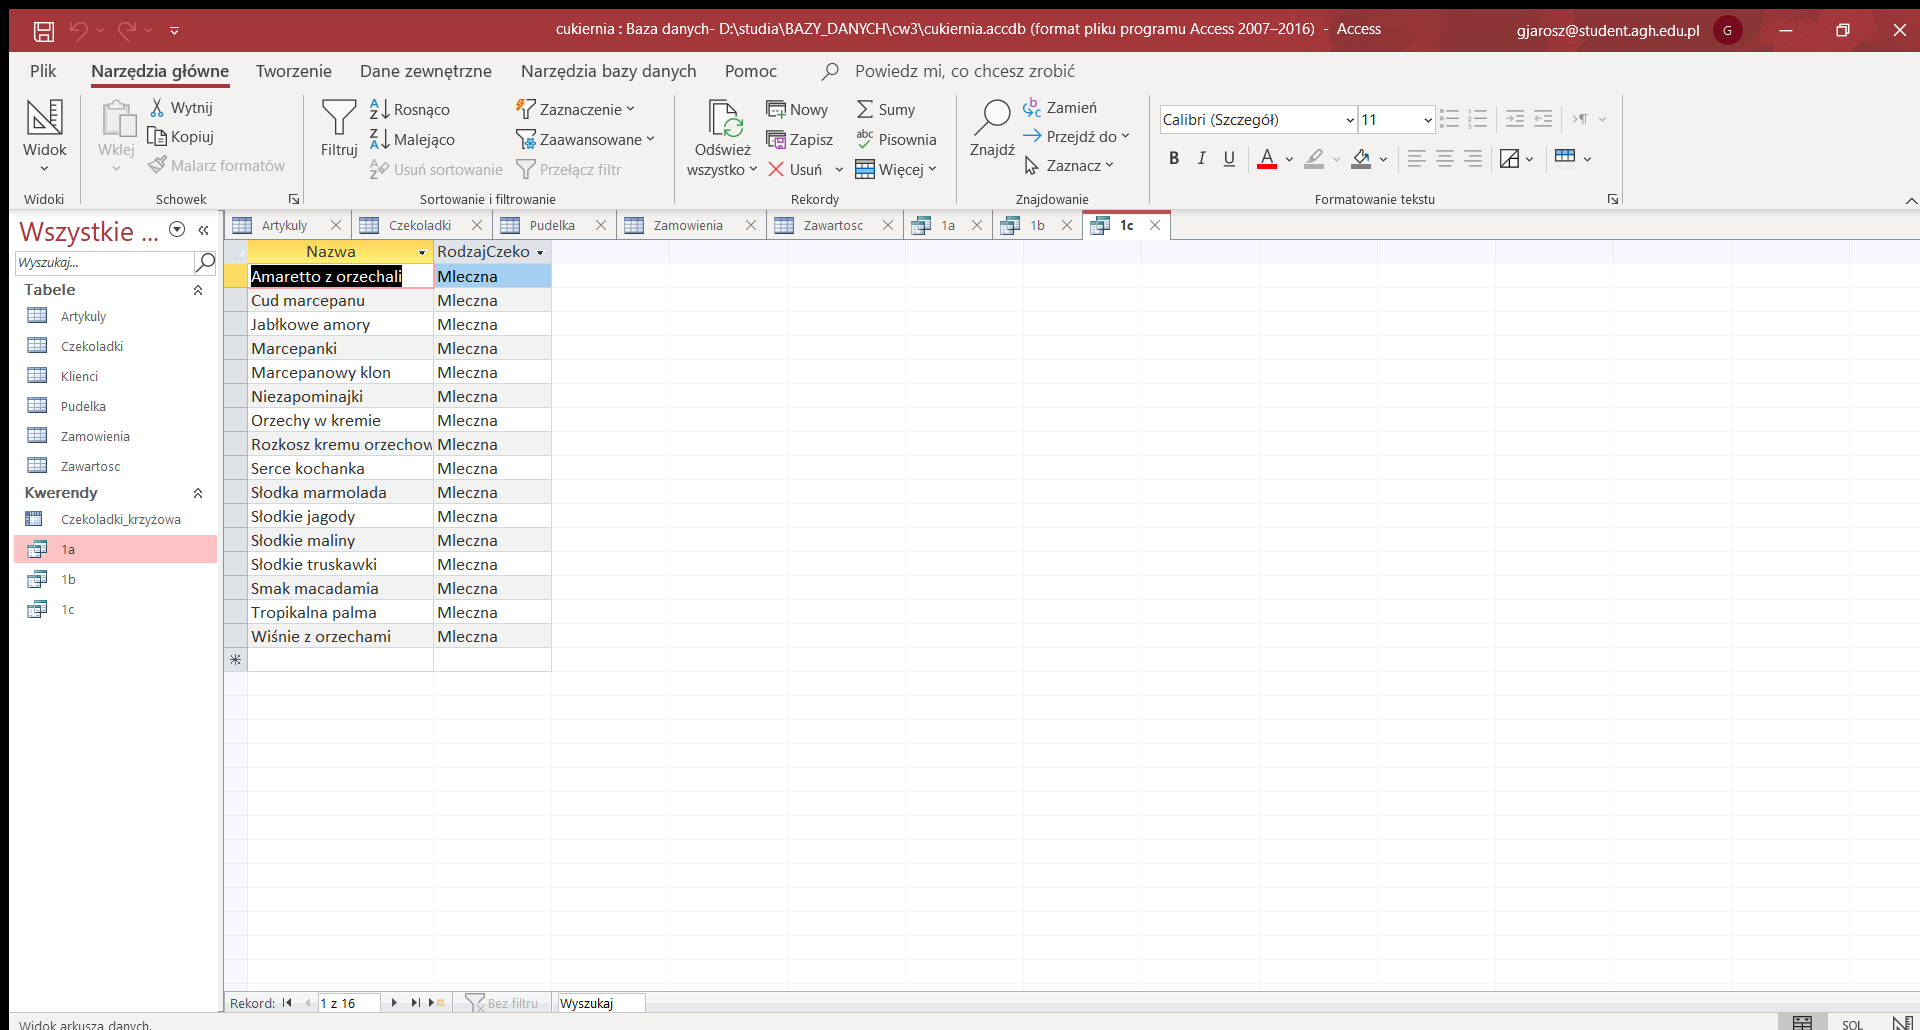 cukiernia : Baza danych- D:\studia\BAZY_DANYCH\cw3\cukiernia.accdb (format pliku programu Access 2007–2016) - Access
gjarosz@student.agh.edu.pl
G
Plik
Narzędzia główne
Tworzenie
Dane zewnętrzne
Narzędzia bazy danych
Pomoc
Powiedz mi, co chcesz zrobić
Widok
Widoki
Wklej
Wytnij
Kopiuj
Malarz formatów
Schowek
Filtruj
Rosnąco
Malejąco
Usuń sortowanie
Zaznaczenie
Zaawansowane
Przełącz filtr
Sortowanie i filtrowanie
Odśwież
wszystko
Nowy
Zapisz
Usuń
Sumy
Pisownia
Więcej
Rekordy
Znajdź
Zamień
Przejdź do
Zaznacz
Znajdowanie
Calibri (Szczegół)
11
B I U
A
Formatowanie tekstu
Wszystkie ...
Wyszukaj...
Tabele
Artykuly
Czekoladki
Klienci
Pudelka
Zamowienia
Zawartosc
Kwerendy
Czekoladki_krzyżowa
1a
1b
1c
Artykuly
Czekoladki
Pudelka
Zamowienia
Zawartosc
1a
1b
1c
Nazwa RodzajCzeko
Amaretto z orzechali Mleczna
Cud marcepanu Mleczna
Jabłkowe amory Mleczna
Marcepanki Mleczna
Marcepanowy klon Mleczna
Niezapominajki Mleczna
Orzechy w kremie Mleczna
Rozkosz kremu orzechow Mleczna
Serce kochanka Mleczna
Słodka marmolada Mleczna
Słodkie jagody Mleczna
Słodkie maliny Mleczna
Słodkie truskawki Mleczna
Smak macadamia Mleczna
Tropikalna palma Mleczna
Wiśnie z orzechami Mleczna
Rekord: 1 z 16 Bez filtru Wyszukaj
Widok arkusza danych.
SQL